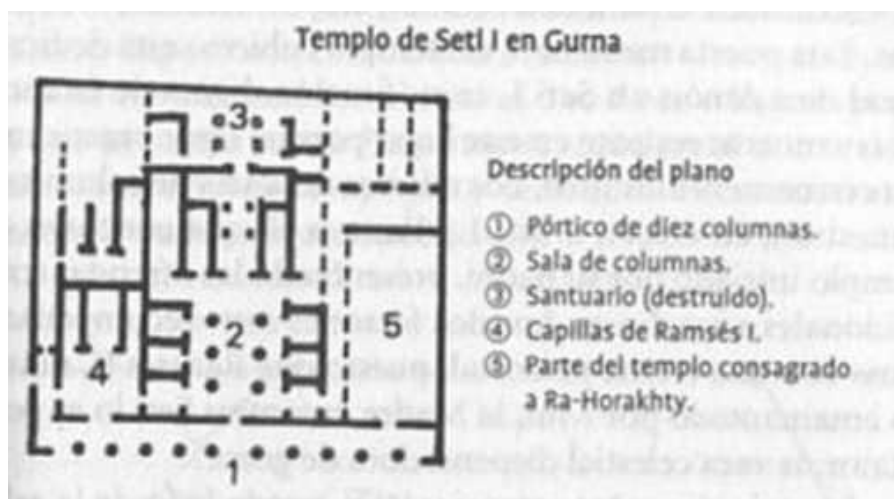 Templo de Seti I en Gurna
3
2
5
4
1
Descripción del plano
① Pórtico de diez columnas.
② Sala de columnas.
③ Santuario (destruido).
④ Capillas de Ramsés I.
⑤ Parte del templo consagrado
a Ra-Horakhty.